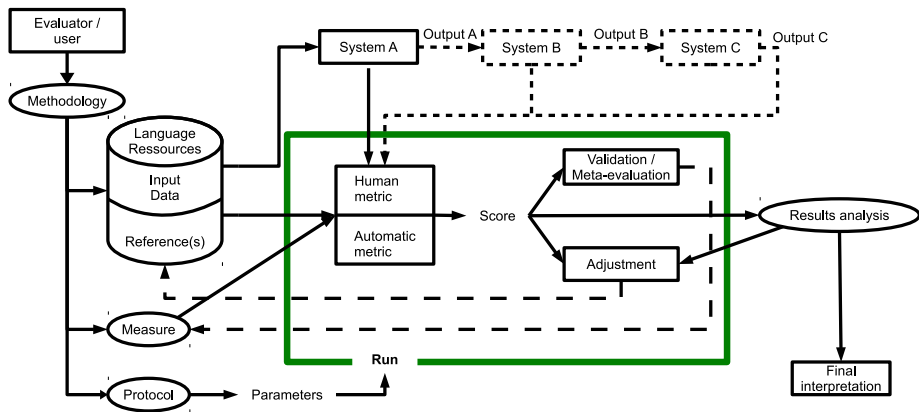 Evaluator /
user
System A
Output A
System B
Output B
System C
Output C
Methodology
Language
Ressources
Input
Data
Reference(s)
Human
metric
Automatic
metric
Score
Validation /
Meta-evaluation
Adjustment
Results analysis
Measure
Run
Protocol
Parameters
Final
interpretation